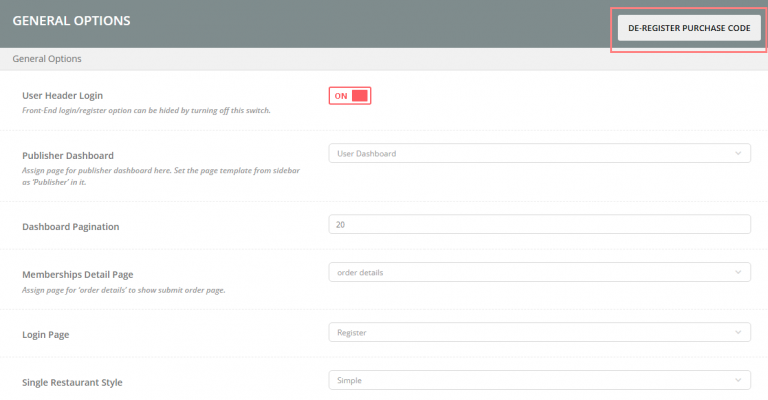 GENERAL OPTIONS
DE-REGISTER PURCHASE CODE
General Options
User Header Login
Front-End login/register option can be hided by turning off this switch.
ON
Publisher Dashboard
Assign page for publisher dashboard here. Set the page template from sidebar
as 'Publisher' in it.
User Dashboard
Dashboard Pagination
20
Memberships Detail Page
Assign page for 'order details' to show submit order page.
order details
Login Page
Register
Single Restaurant Style
Simple